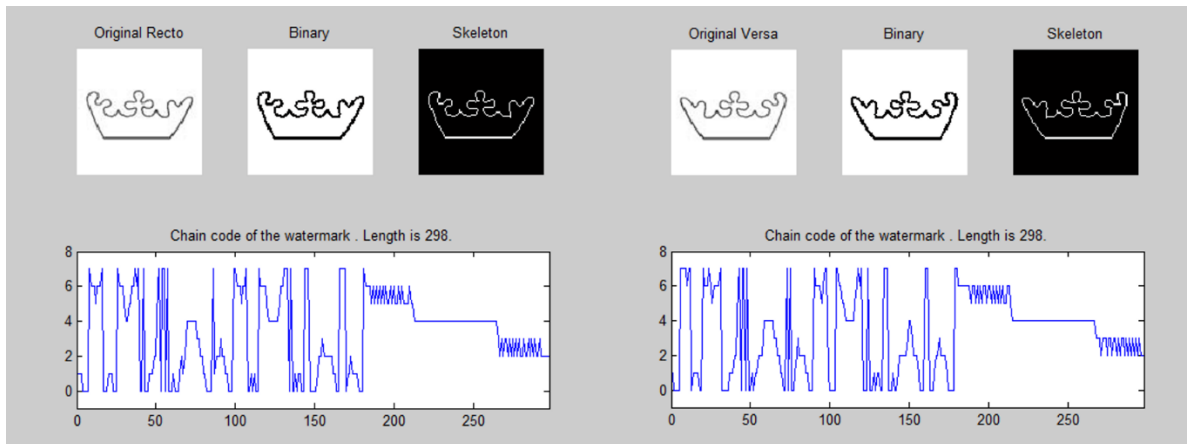 Original Recto
Binary
Skeleton
Original Versa
Binary
Skeleton
Chain code of the watermark . Length is 298.
8
6
4
2
0
0
50
100
150
200
250
Chain code of the watermark . Length is 298.
8
6
4
2
0
0
50
100
150
200
250